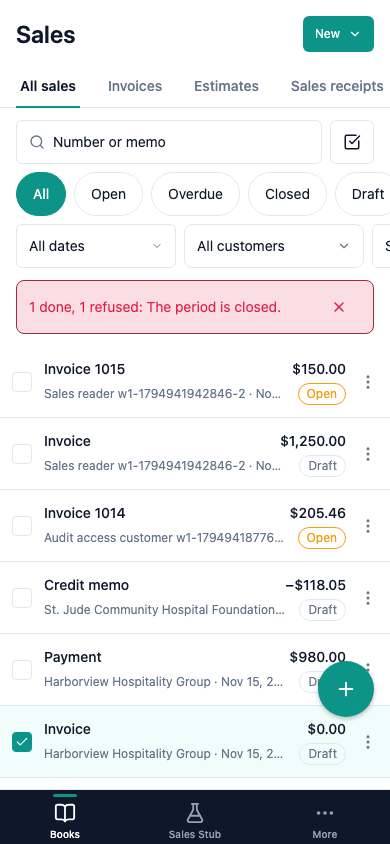 Sales
New
All sales Invoices Estimates Sales receipts
Number or memo
All Open Overdue Closed Draft
All dates All customers
1 done, 1 refused: The period is closed.
Invoice 1015 $150.00
Sales reader w1-1794941942846-2 · No... Open
Invoice $1,250.00
Sales reader w1-1794941942846-2 · No... Draft
Invoice 1014 $205.46
Audit access customer w1-17949418776... Open
Credit memo −$118.05
St. Jude Community Hospital Foundation... Draft
Payment $980.00
Harborview Hospitality Group · Nov 15, 2...
Invoice $0.00
Harborview Hospitality Group · Nov 15, 2... Draft
Books Sales Stub More